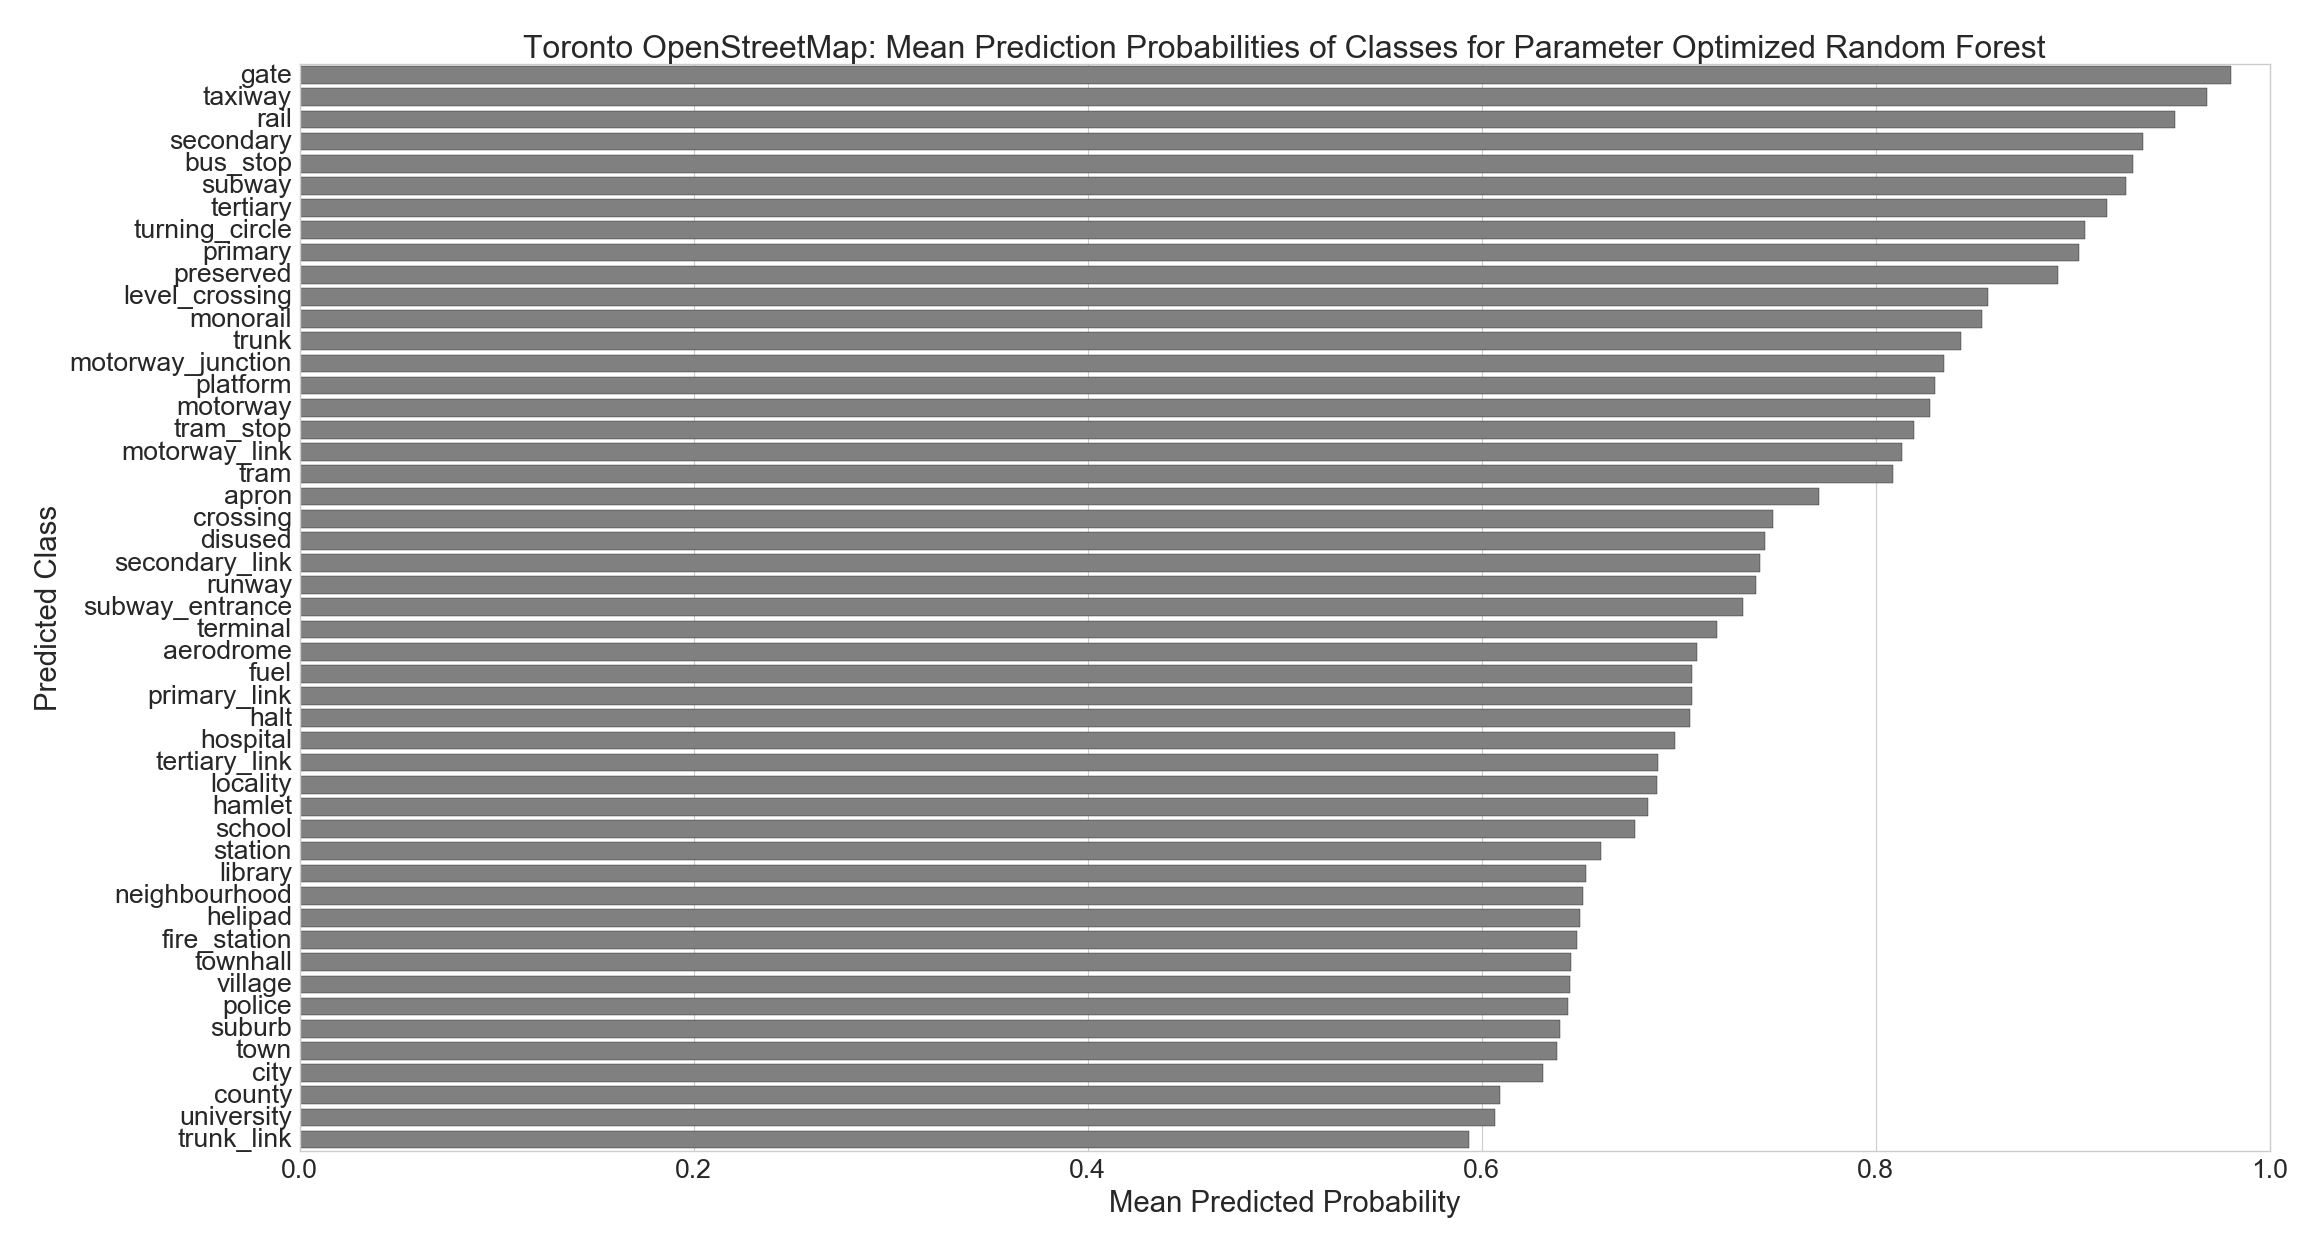 Toronto OpenStreetMap: Mean Prediction Probabilities of Classes for Parameter Optimized Random Forest
Predicted Class
gate
taxiway
rail
secondary
bus_stop
subway
tertiary
turning_circle
primary
preserved
level_crossing
monorail
trunk
motorway_junction
platform
motorway
tram_stop
motorway_link
tram
apron
crossing
disused
secondary_link
runway
subway_entrance
terminal
aerodrome
fuel
primary_link
halt
hospital
tertiary_link
locality
hamlet
school
station
library
neighbourhood
helipad
fire_station
townhall
village
police
suburb
town
city
county
university
trunk_link
0.0 0.2 0.4 0.6 0.8 1.0
Mean Predicted Probability